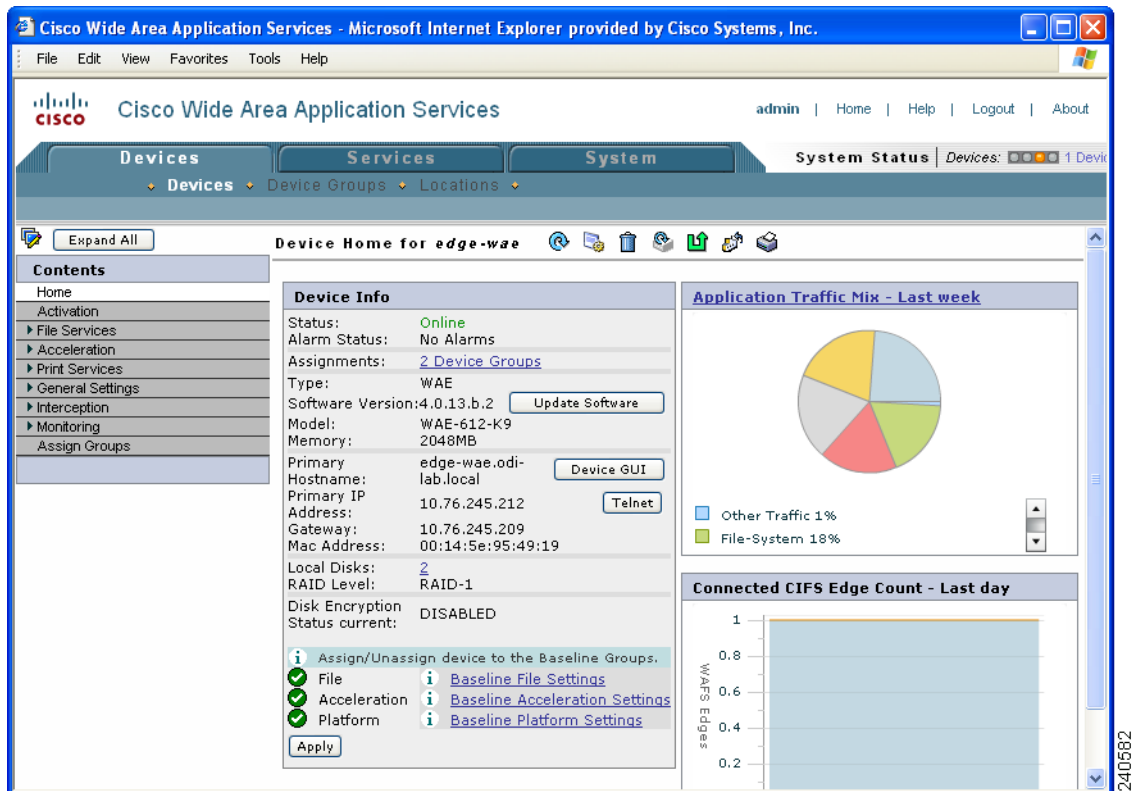 Cisco Wide Area Application Services - Microsoft Internet Explorer provided by Cisco Systems, Inc.
File Edit View Favorites Tools Help
CISCO
Cisco Wide Area Application Services
admin | Home | Help | Logout | About
Devices Services System
System Status | Devices: 1 Devic
Devices Device Groups Locations
Expand All
Device Home for edge-wae
Contents
Home
Activation
File Services
Acceleration
Print Services
General Settings
Interception
Monitoring
Assign Groups
Device Info
Status: Online
Alarm Status: No Alarms
Assignments: 2 Device Groups
Type: WAE
Software Version:4.0.13.b.2 Update Software
Model: WAE-612-K9
Memory: 2048MB
Primary Hostname: edge-wae.odi-lab.local Device GUI
Primary IP Address: 10.76.245.212 Telnet
Gateway: 10.76.245.209
Mac Address: 00:14:5e:95:49:19
Local Disks: 2
RAID Level: RAID-1
Disk Encryption Status current: DISABLED
i Assign/Unassign device to the Baseline Groups.
File i Baseline File Settings
Acceleration i Baseline Acceleration Settings
Platform i Baseline Platform Settings
Apply
Application Traffic Mix - Last week
Other Traffic 1%
File-System 18%
Connected CIFS Edge Count - Last day
1
0.8
0.6
0.4
0.2
WAFS Edges
240582